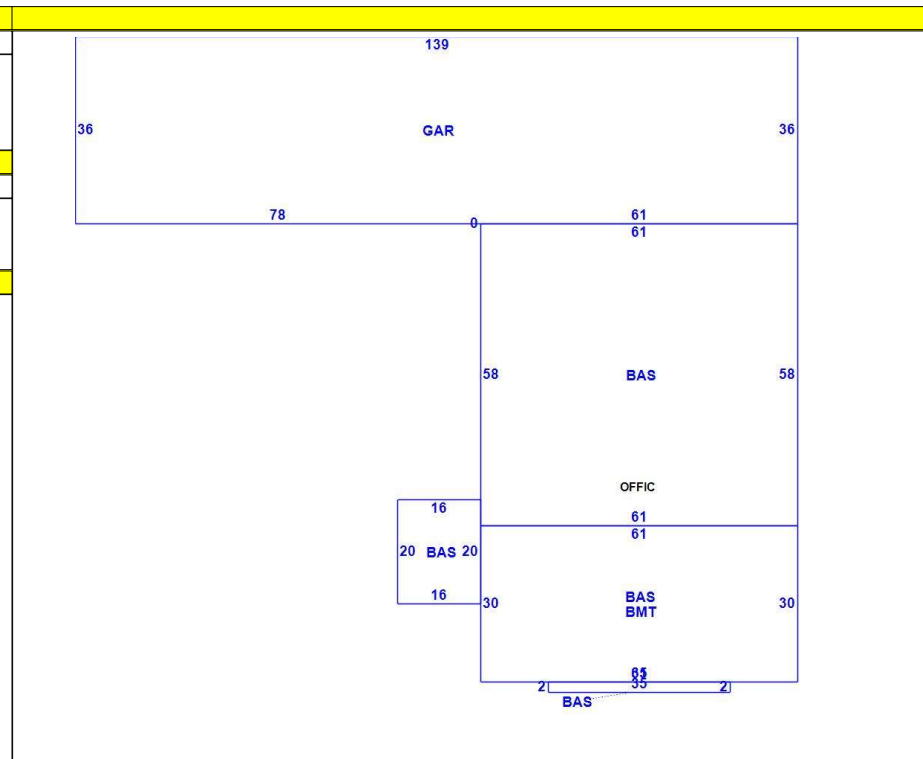 139
36 GAR 36
78 0 61
61
58 BAS 58
OFFIC
16 61
61
20 BAS 20
16 30 BAS 30
BMT
2 35 2
BAS